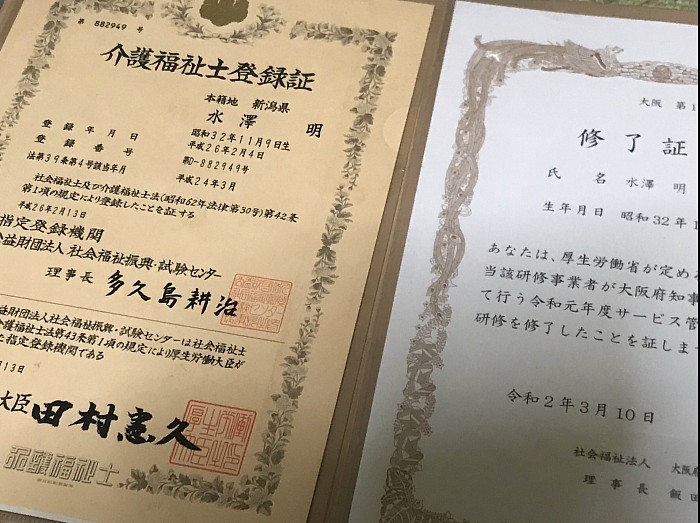 第 882949 号
介護福祉士登録証
本籍地 新潟県
水澤 明
昭和32年11月9日生
登録年月日 平成26年2月4日
登録番号 第D-882949号
法第39条第4号該当年月 平成24年3月
社会福祉士及び介護福祉士法(昭和62年法律第30号)第42条
第1項の規定により登録したことを証する
平成26年2月13日
指定登録機関
公益財団法人 社会福祉振興・試験センター
理事長 多久島耕治
益財団法人社会福祉振興・試験センターは社会福祉士
介護福祉士法第43条第1項の規定により厚生労働大臣が
た指定登録機関である
13日
大臣 田村憲久
介護福祉士
大阪 第1
修了証
氏名 水澤 明
生年月日 昭和32年1
あなたは、厚生労働省が定め
当該研修事業者が大阪府知事
て行う令和元年度サービス管
研修を修了したことを証しま
令和2年3月10日
社会福祉法人 大阪
理事長 飯田